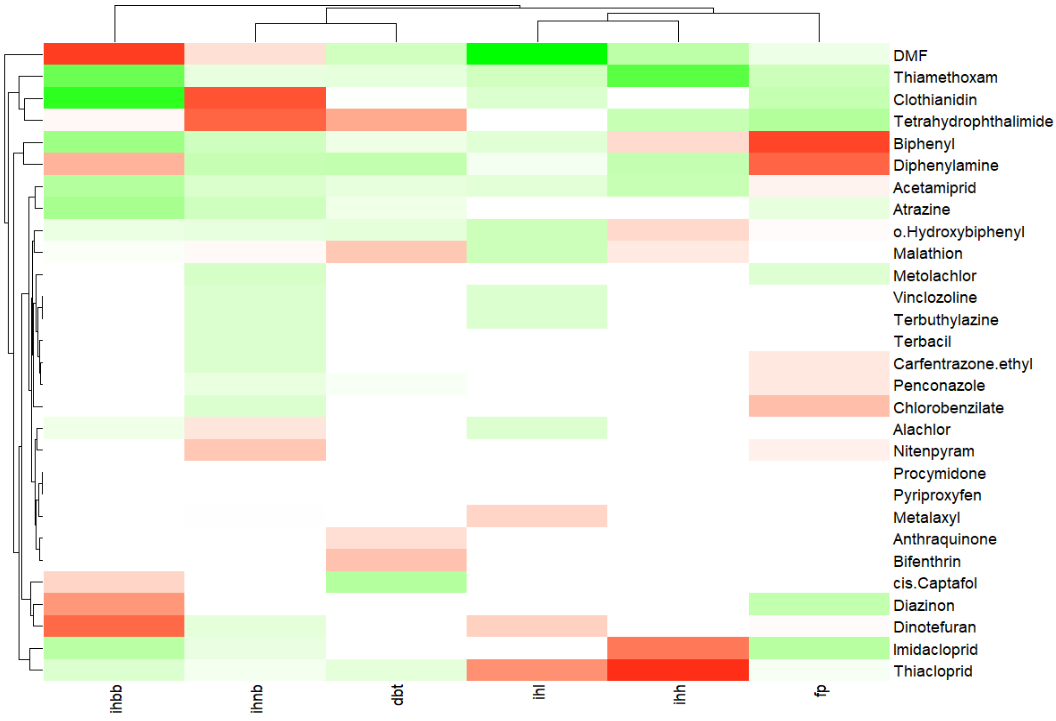 DMF
Thiamethoxam
Clothianidin
Tetrahydrophthalimide
Biphenyl
Diphenylamine
Acetamiprid
Atrazine
o.Hydroxybiphenyl
Malathion
Metolachlor
Vinclozoline
Terbuthylazine
Terbacil
Carfentrazone.ethyl
Penconazole
Chlorobenzilate
Alachlor
Nitenpyram
Procymidone
Pyriproxyfen
Metalaxyl
Anthraquinone
Bifenthrin
cis.Captafol
Diazinon
Dinotefuran
Imidacloprid
Thiacloprid
ihbb
ihnb
dbt
ihl
ihh
fp